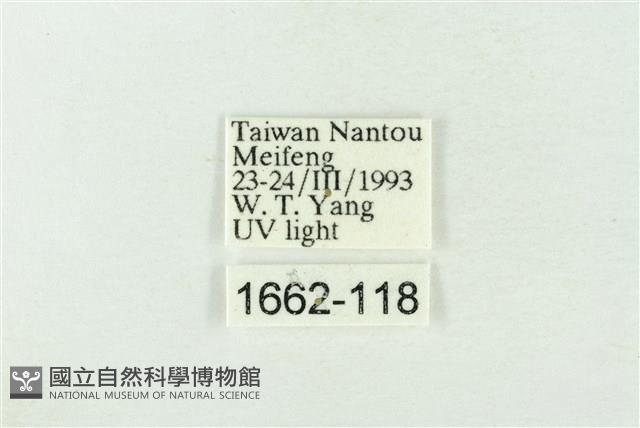 Taiwan Nantou
Meifeng
23-24/III/1993
W. T. Yang
UV light
1662-118
國立自然科學博物館
NATIONAL MUSEUM OF NATURAL SCIENCE